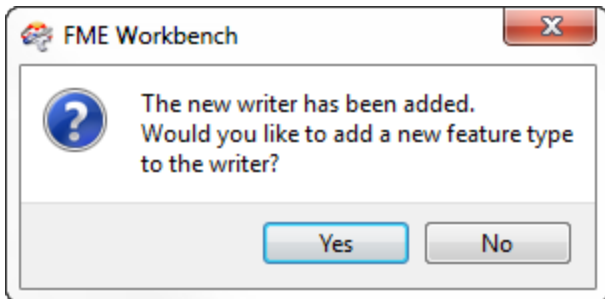 FME Workbench
The new writer has been added.
Would you like to add a new feature type
to the writer?
Yes
No